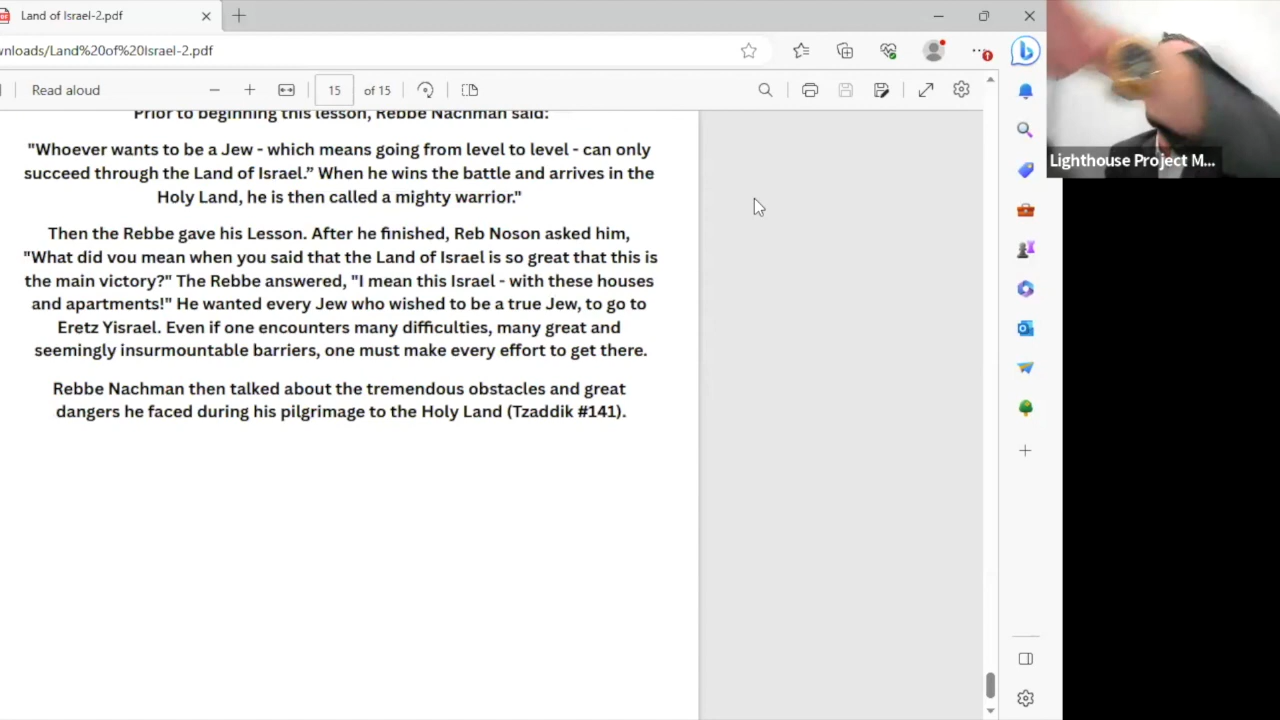 Land of Israel-2.pdf
wnloads/Land%20of%20Israel-2.pdf
Read aloud
15 of 15
Prior to beginning this lesson, Rebbe Nachman said:
"Whoever wants to be a Jew - which means going from level to level - can only
succeed through the Land of Israel.” When he wins the battle and arrives in the
Holy Land, he is then called a mighty warrior."
Then the Rebbe gave his Lesson. After he finished, Reb Noson asked him,
"What did vou mean when you said that the Land of Israel is so great that this is
the main victory?" The Rebbe answered, "I mean this Israel - with these houses
and apartments!" He wanted every Jew who wished to be a true Jew, to go to
Eretz Yisrael. Even if one encounters many difficulties, many great and
seemingly insurmountable barriers, one must make every effort to get there.
Rebbe Nachman then talked about the tremendous obstacles and great
dangers he faced during his pilgrimage to the Holy Land (Tzaddik #141).
Lighthouse Project M...